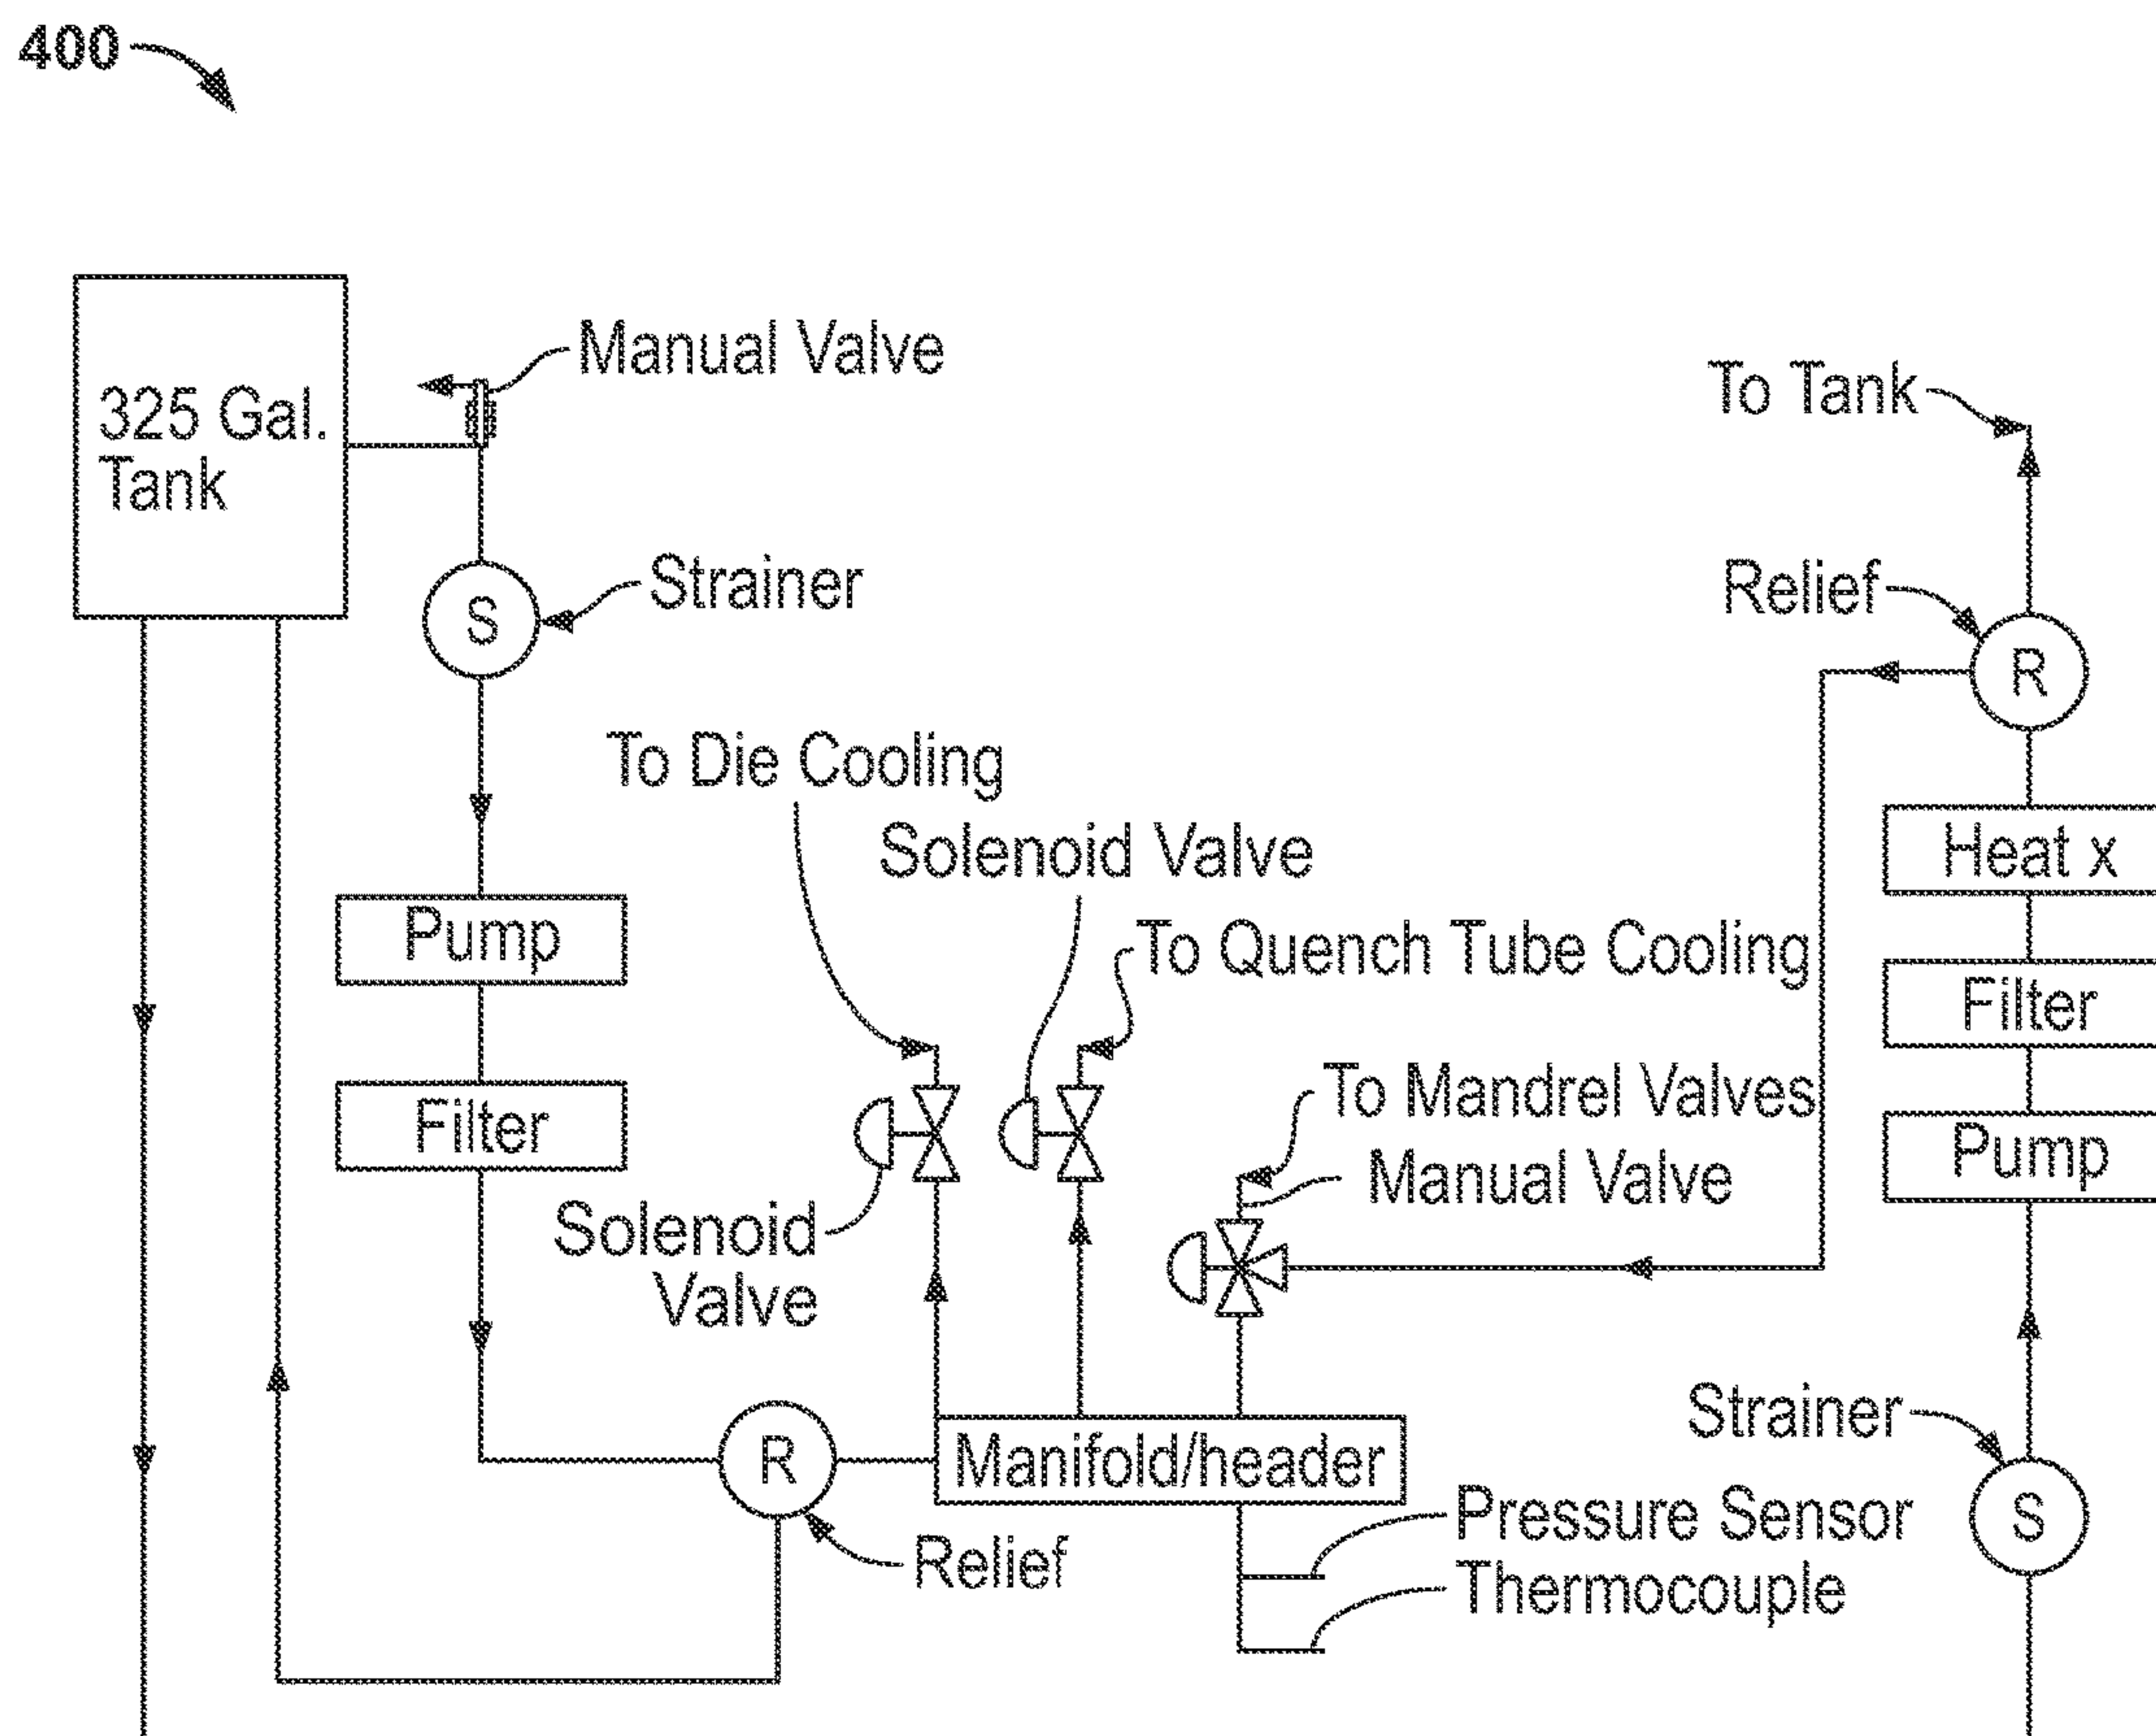 400
Manual Valve
325 Gal.
Tank
To Tank
Strainer
S
Relief
R
To Die Cooling
Solenoid Valve
Heat x
Pump
To Quench Tube Cooling
Filter
Filter
To Mandrel Valves
Pump
Manual Valve
Solenoid
Valve
Strainer
R
Manifold/header
S
Pressure Sensor
Relief
Thermocouple